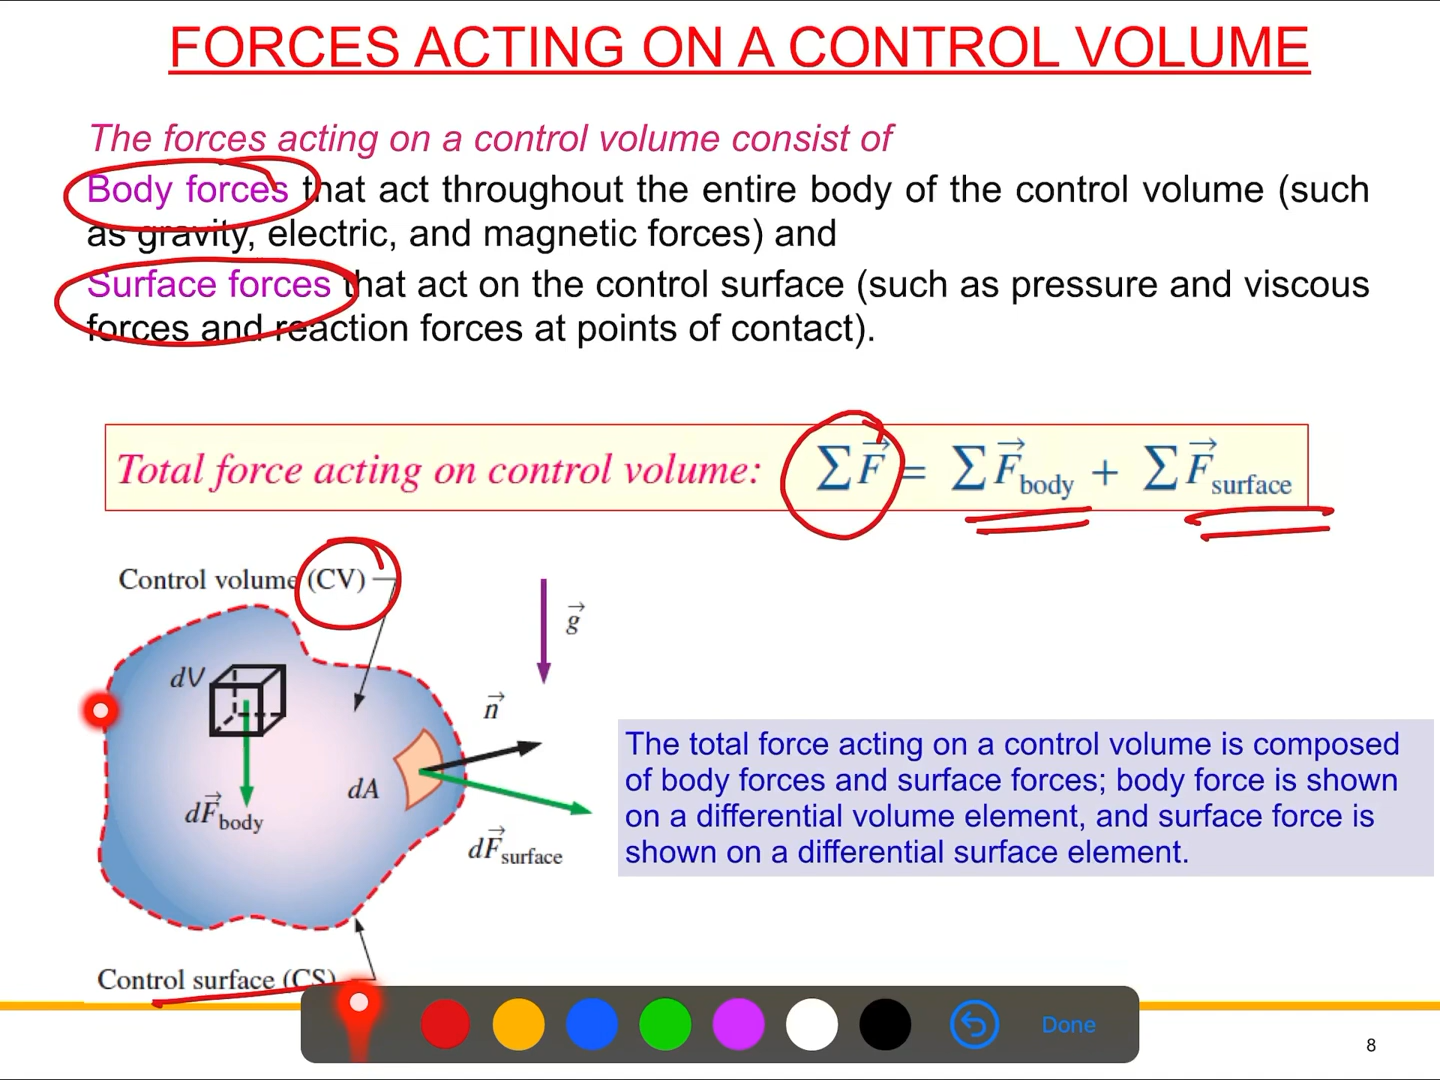 FORCES ACTING ON A CONTROL VOLUME
The forces acting on a control volume consist of
Body forces that act throughout the entire body of the control volume (such
as gravity, electric, and magnetic forces) and
Surface forces that act on the control surface (such as pressure and viscous
forces and reaction forces at points of contact).
Total force acting on control volume: ∑F⃗ = ∑F⃗body + ∑F⃗surface
Control volume (CV)
g⃗
dV
n⃗
dA
dF⃗body
dF⃗surface
The total force acting on a control volume is composed
of body forces and surface forces; body force is shown
on a differential volume element, and surface force is
shown on a differential surface element.
Control surface (CS)
Done
8